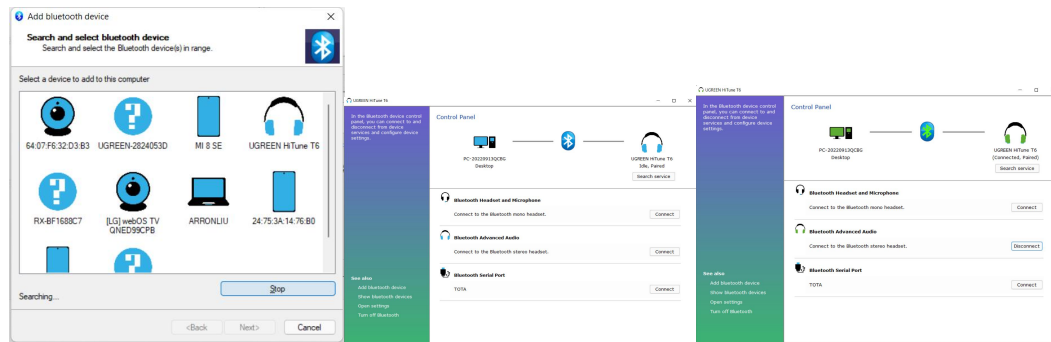 Add bluetooth device
Search and select bluetooth device
Search and select the Bluetooth device(s) in range.
Select a device to add to this computer
64:07:F6:32:D3:B3
UGREEN-2824053D
MI 8 SE
UGREEN HiTune T6
RX-BF1688C7
[LG] webOS TV
QNED99CPB
ARRONLIU
24:75:3A:14:76:B0
Searching...
Stop
<Back
Next>
Cancel
UGREEN HiTune T6
In the Bluetooth device control
panel, you can connect to and
disconnect from device
services and configure device
settings.
See also
Add bluetooth device
Show bluetooth devices
Open settings
Turn off Bluetooth
Control Panel
PC-20220913QCBG
Desktop
UGREEN HiTune T6
Idle, Paired
Search service
Bluetooth Headset and Microphone
Connect to the Bluetooth mono headset.
Connect
Bluetooth Advanced Audio
Connect to the Bluetooth stereo headset.
Connect
Bluetooth Serial Port
TOTA
Connect
UGREEN HiTune T6
In the Bluetooth device control
panel, you can connect to and
disconnect from device
services and configure device
settings.
See also
Add bluetooth device
Show bluetooth devices
Open settings
Turn off Bluetooth
Control Panel
PC-20220913QCBG
Desktop
UGREEN HiTune T6
(Connected, Paired)
Search service
Bluetooth Headset and Microphone
Connect to the Bluetooth mono headset.
Connect
Bluetooth Advanced Audio
Connect to the Bluetooth stereo headset.
Disconnect
Bluetooth Serial Port
TOTA
Connect